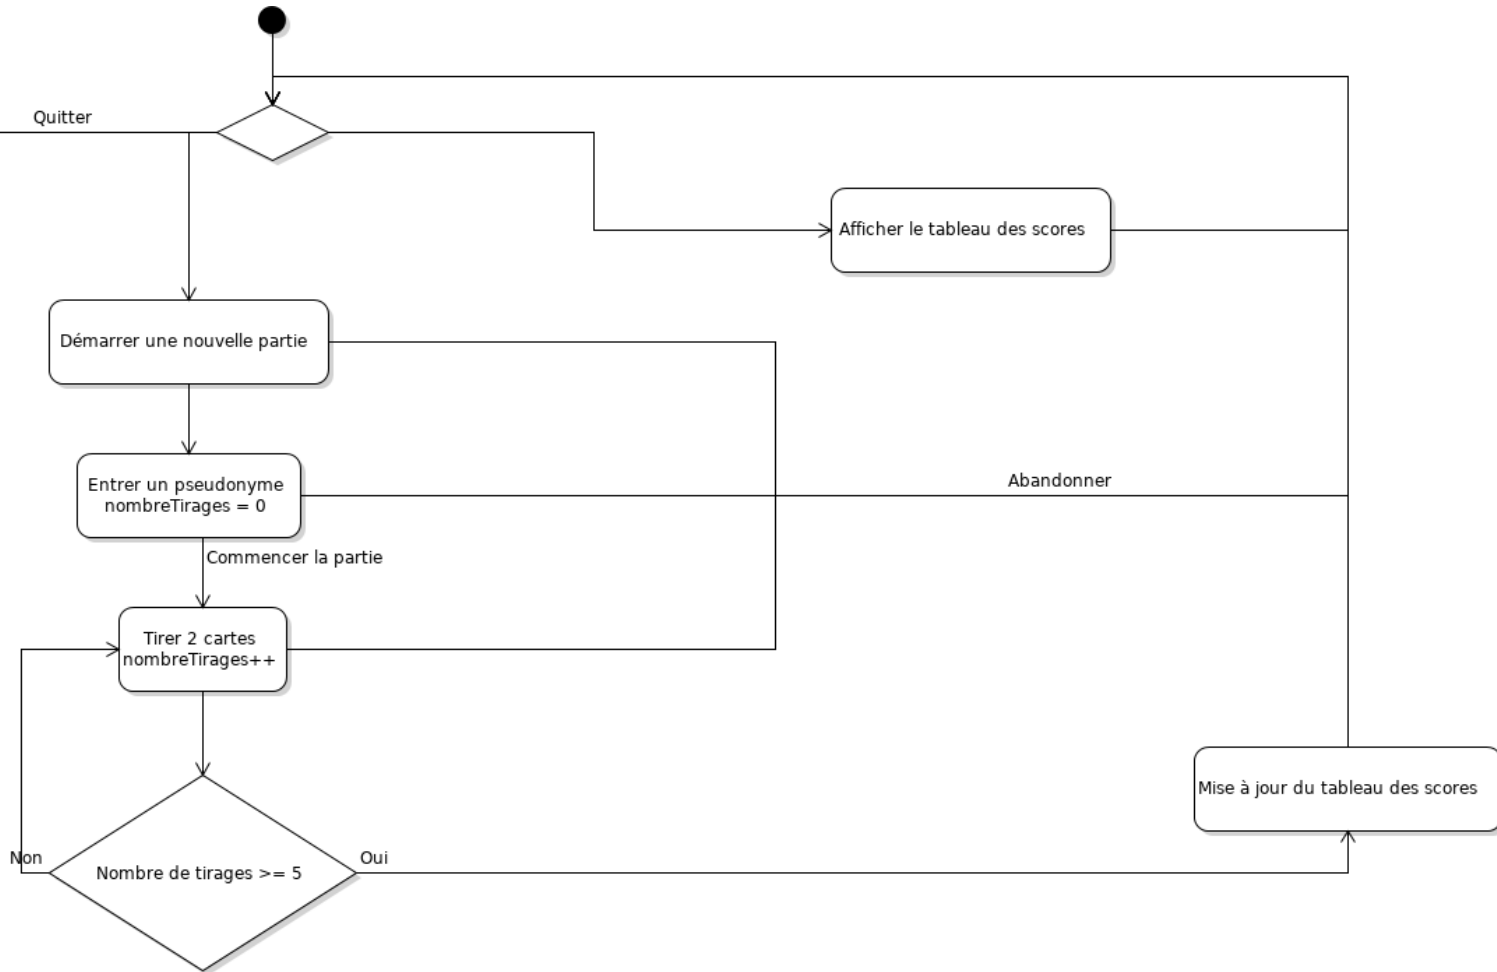 Quitter
Afficher le tableau des scores
Démarrer une nouvelle partie
Entrer un pseudonyme
nombreTirages = 0
Abandonner
Commencer la partie
Tirer 2 cartes
nombreTirages++
Mise à jour du tableau des scores
Non
Oui
Nombre de tirages >= 5